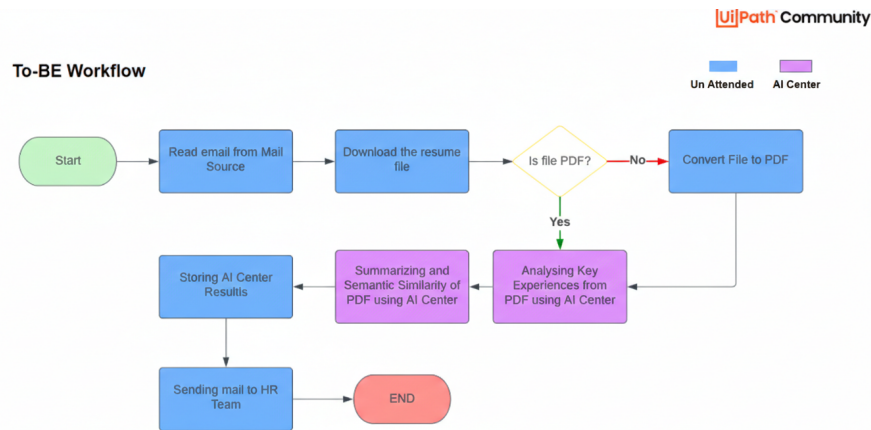 UiPath Community
To-BE Workflow
Un Attended
AI Center
Start
Read email from Mail
Source
Download the resume
file
Is file PDF?
No
Convert File to PDF
Yes
Analysing Key
Experiences from
PDF using AI Center
Summarizing and
Semantic Similarity of
PDF using AI Center
Storing AI Center
Resultis
Sending mail to HR
Team
END